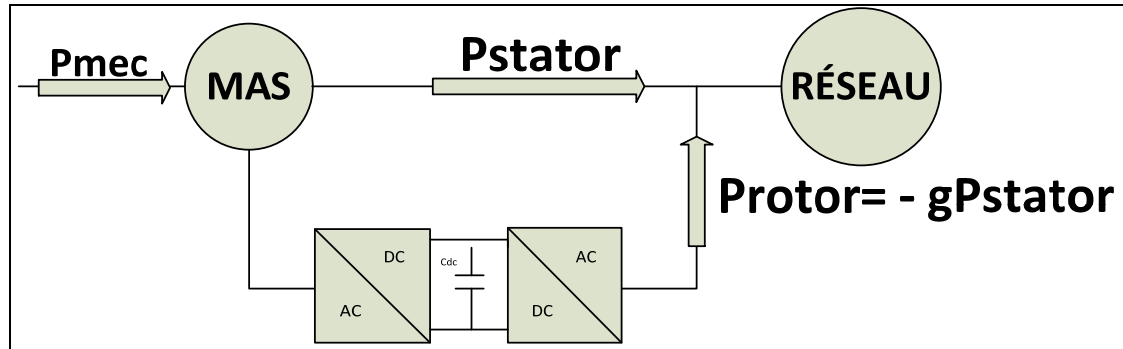 Pmec
MAS
Pstator
RÉSEAU
Protor= - gPstator
DC
AC
Cdc
AC
DC